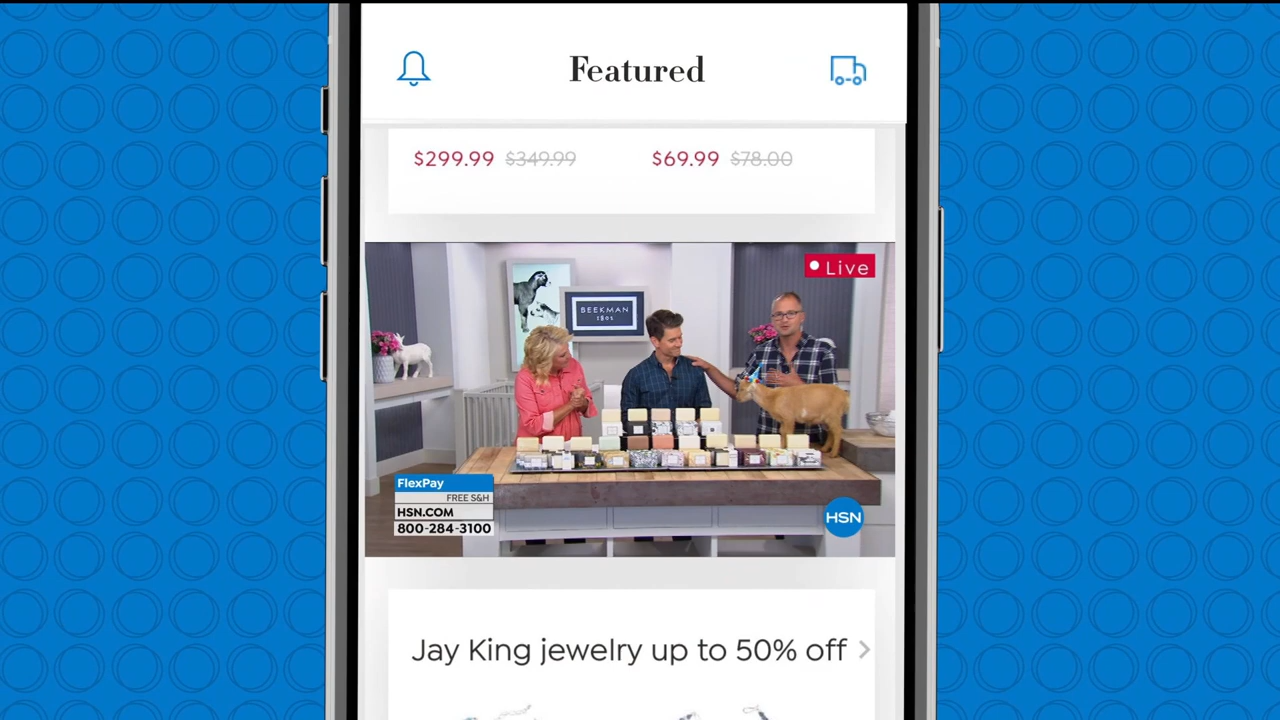 Featured
$299.99 $349.99 $69.99 $78.00
Live
BEEKMAN
1802
FlexPay
FREE S&H
HSN.COM
800-284-3100
HSN
Jay King jewelry up to 50% off